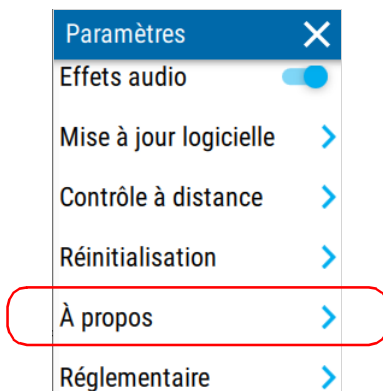 Paramètres
Effets audio
Mise à jour logicielle
Contrôle à distance
Réinitialisation
À propos
Réglementaire